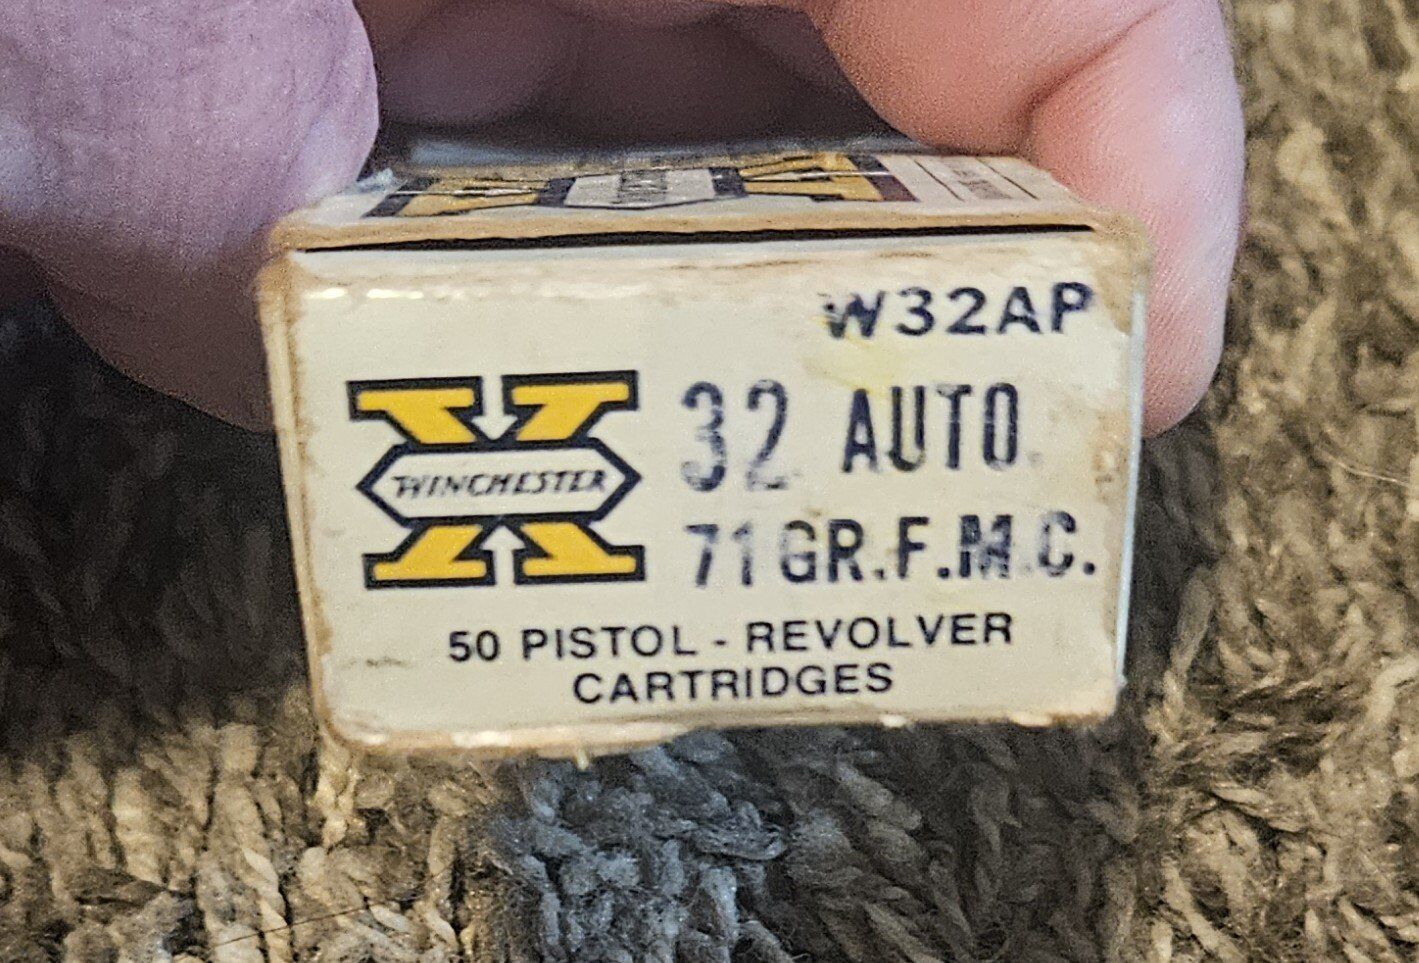 W32AP
32 AUTO.
WINCHESTER
71 GR. F.M.C.
50 PISTOL - REVOLVER
CARTRIDGES